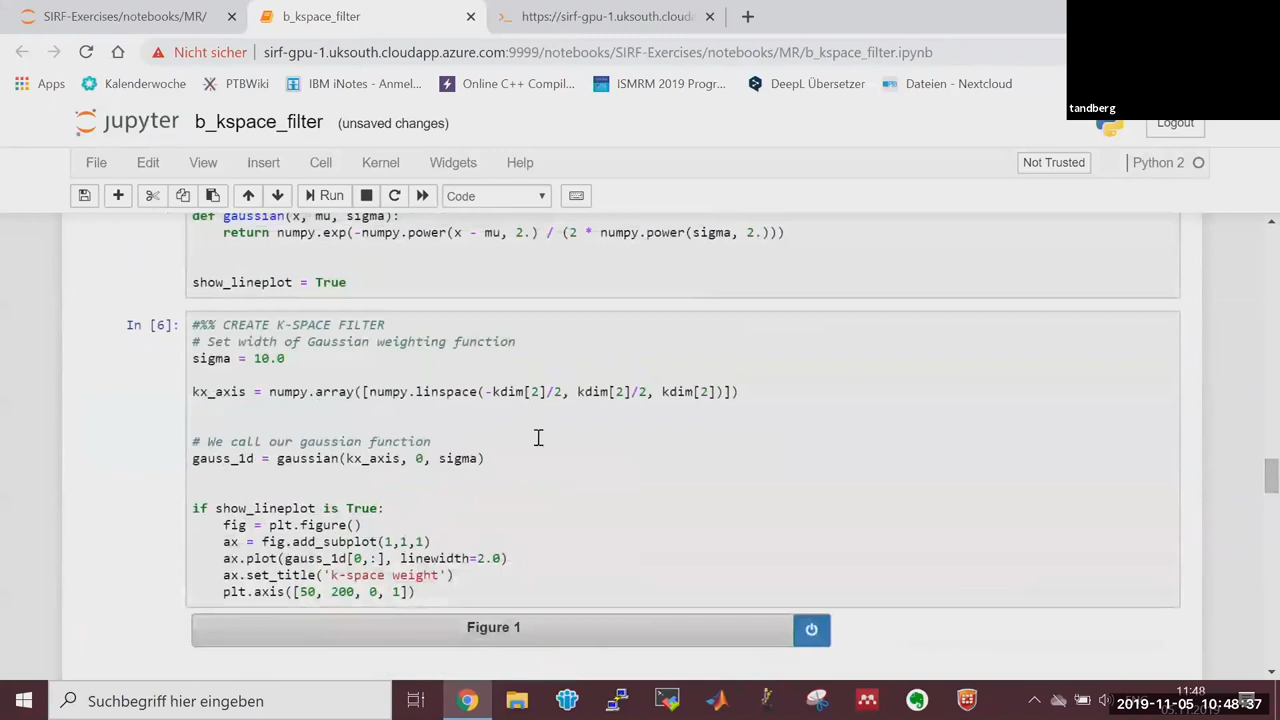 SIRF-Exercises/notebooks/MR/
b_kspace_filter
https://sirf-gpu-1.uksouth.clouda
Nicht sicher
sirf-gpu-1.uksouth.cloudapp.azure.com:9999/notebooks/SIRF-Exercises/notebooks/MR/b_kspace_filter.ipynb
Apps
Kalenderwoche
PTBWiki
IBM iNotes - Anmel...
Online C++ Compil...
ISMRM 2019 Progr...
DeepL Übersetzer
Dateien - Nextcloud
tandberg
jupyter b_kspace_filter (unsaved changes)
Logout
File Edit View Insert Cell Kernel Widgets Help
Not Trusted
Python 2
Run
Code
def gaussian(x, mu, sigma):
return numpy.exp(-numpy.power(x - mu, 2.) / (2 * numpy.power(sigma, 2.)))
show_lineplot = True
In [6]:
#%% CREATE K-SPACE FILTER
# Set width of Gaussian weighting function
sigma = 10.0
kx_axis = numpy.array([numpy.linspace(-kdim[2]/2, kdim[2]/2, kdim[2])])
# We call our gaussian function
gauss_1d = gaussian(kx_axis, 0, sigma)
if show_lineplot is True:
fig = plt.figure()
ax = fig.add_subplot(1,1,1)
ax.plot(gauss_1d[0,:], linewidth=2.0)
ax.set_title('k-space weight')
plt.axis([50, 200, 0, 1])
Figure 1
Suchbegriff hier eingeben
11:48
2019-11-05 10:48:37